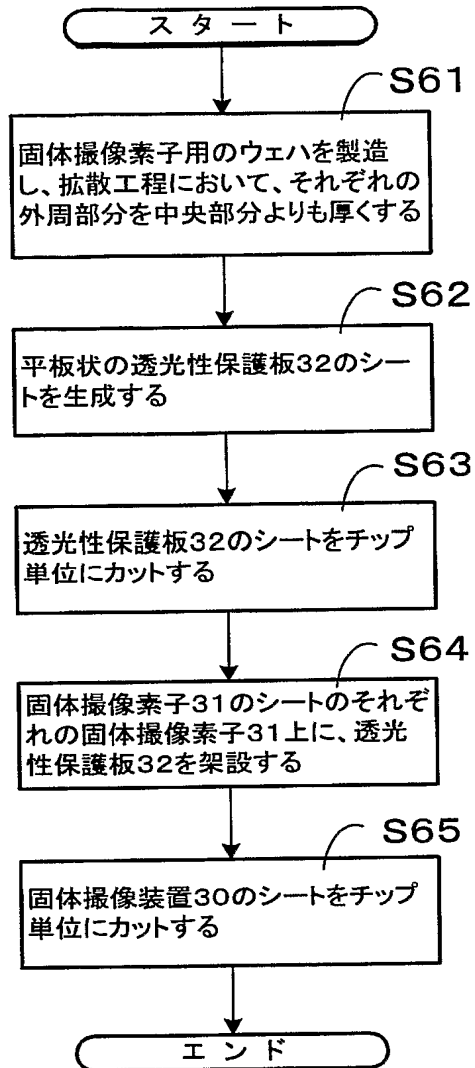 スタート
S61
固体撮像素子用のウェハを製造
し、拡散工程において、それぞれの
外周部分を中央部分よりも厚くする
S62
平板状の透光性保護板32のシー
トを生成する
S63
透光性保護板32のシートをチップ
単位にカットする
S64
固体撮像素子31のシートのそれぞ
れの固体撮像素子31上に、透光
性保護板32を架設する
S65
固体撮像装置30のシートをチップ
単位にカットする
エンド